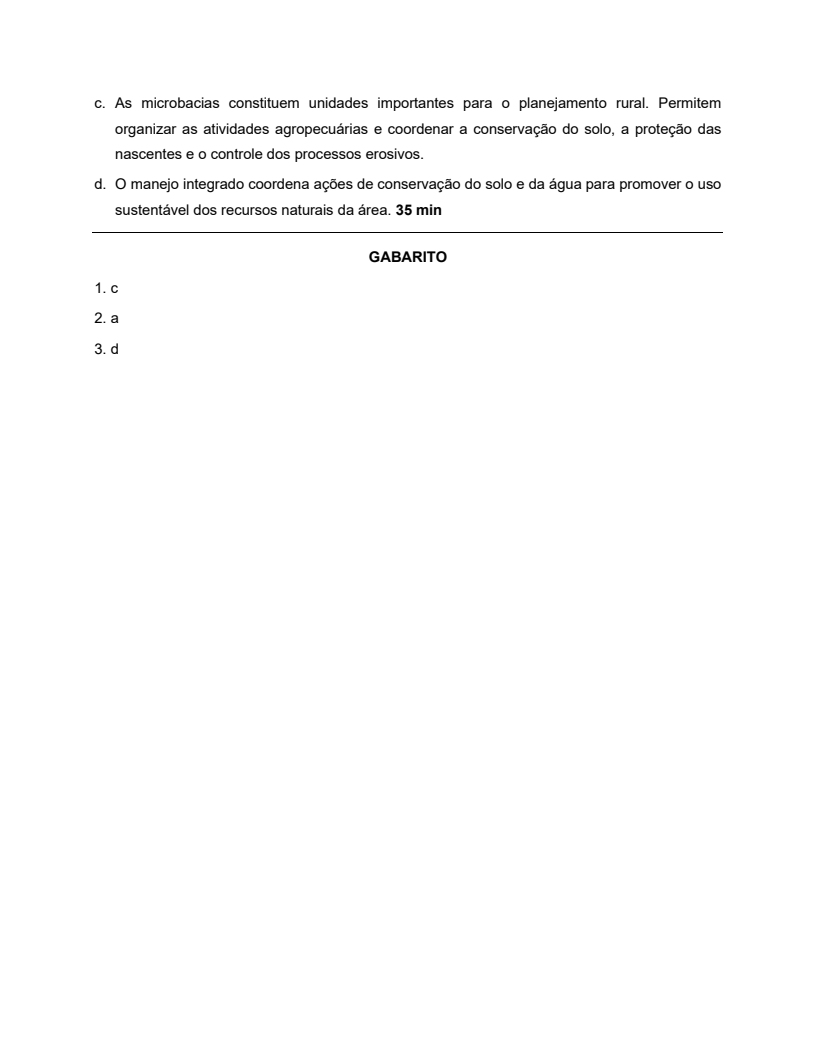 c. As microbacias constituem unidades importantes para o planejamento rural. Permitem
organizar as atividades agropecuárias e coordenar a conservação do solo, a proteção das
nascentes e o controle dos processos erosivos.
d. O manejo integrado coordena ações de conservação do solo e da água para promover o uso
sustentável dos recursos naturais da área. 35 min
GABARITO
1. c
2. a
3. d